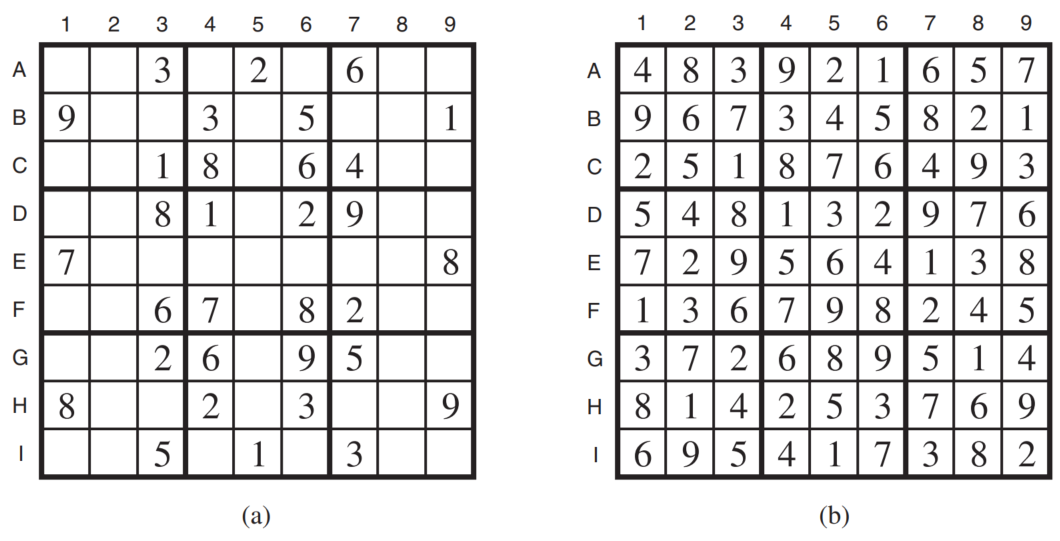 1 2 3 4 5 6 7 8 9
A 3 2 6
B 9 3 5 1
C 1 8 6 4
D 8 1 2 9
E 7 8
F 6 7 8 2
G 2 6 9 5
H 8 2 3 9
I 5 1 3
(a)
1 2 3 4 5 6 7 8 9
A 4 8 3 9 2 1 6 5 7
B 9 6 7 3 4 5 8 2 1
C 2 5 1 8 7 6 4 9 3
D 5 4 8 1 3 2 9 7 6
E 7 2 9 5 6 4 1 3 8
F 1 3 6 7 9 8 2 4 5
G 3 7 2 6 8 9 5 1 4
H 8 1 4 2 5 3 7 6 9
I 6 9 5 4 1 7 3 8 2
(b)